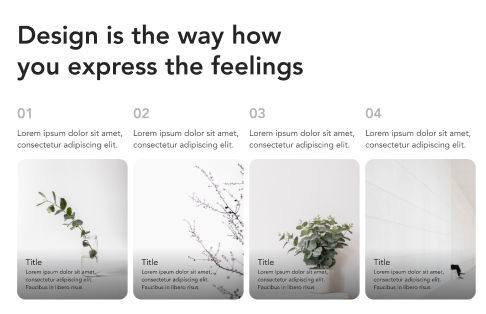 Design is the way how
you express the feelings
01
Lorem ipsum dolor sit amet,
consectetur adipiscing elit.
02
Lorem ipsum dolor sit amet,
consectetur adipiscing elit.
03
Lorem ipsum dolor sit amet,
consectetur adipiscing elit.
04
Lorem ipsum dolor sit amet,
consectetur adipiscing elit.
Title
Lorem ipsum dolor sit amet,
consectetur adipiscing elit.
Faucibus in libero risus
Title
Lorem ipsum dolor sit amet,
consectetur adipiscing elit.
Faucibus in libero risus
Title
Lorem ipsum dolor sit amet,
consectetur adipiscing elit.
Faucibus in libero risus
Title
Lorem ipsum dolor sit amet,
consectetur adipiscing elit.
Faucibus in libero risus